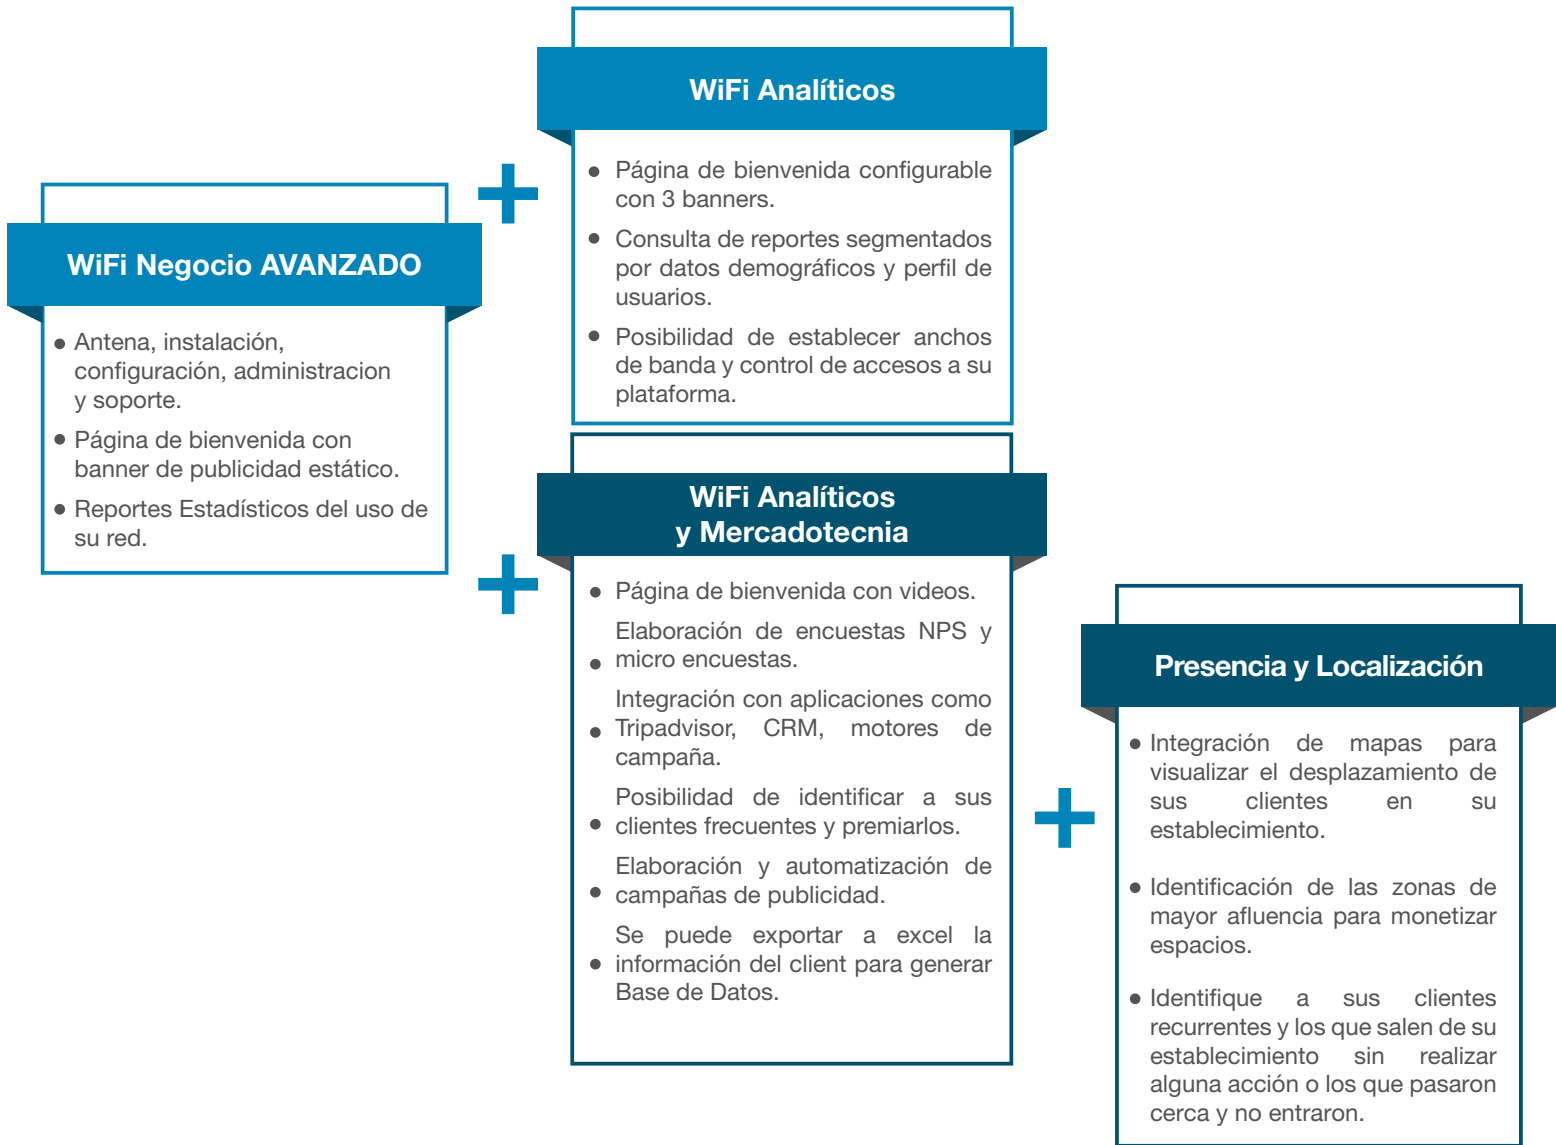 WiFi Negocio AVANZADO
● Antena, instalación,
configuración, administracion
y soporte.
● Página de bienvenida con
banner de publicidad estático.
● Reportes Estadísticos del uso de
su red.
+
WiFi Analíticos
● Página de bienvenida configurable
con 3 banners.
● Consulta de reportes segmentados
por datos demográficos y perfil de
usuarios.
● Posibilidad de establecer anchos
de banda y control de accesos a su
plataforma.
+
WiFi Analíticos
y Mercadotecnia
● Página de bienvenida con videos.
Elaboración de encuestas NPS y
● micro encuestas.
Integración con aplicaciones como
● Tripadvisor, CRM, motores de
campaña.
Posibilidad de identificar a sus
● clientes frecuentes y premiarlos.
Elaboración y automatización de
● campañas de publicidad.
Se puede exportar a excel la
● información del client para generar
Base de Datos.
+
Presencia y Localización
● Integración de mapas para
visualizar el desplazamiento de
sus clientes en su
establecimiento.
● Identificación de las zonas de
mayor afluencia para monetizar
espacios.
● Identifique a sus clientes
recurrentes y los que salen de su
establecimiento sin realizar
alguna acción o los que pasaron
cerca y no entraron.